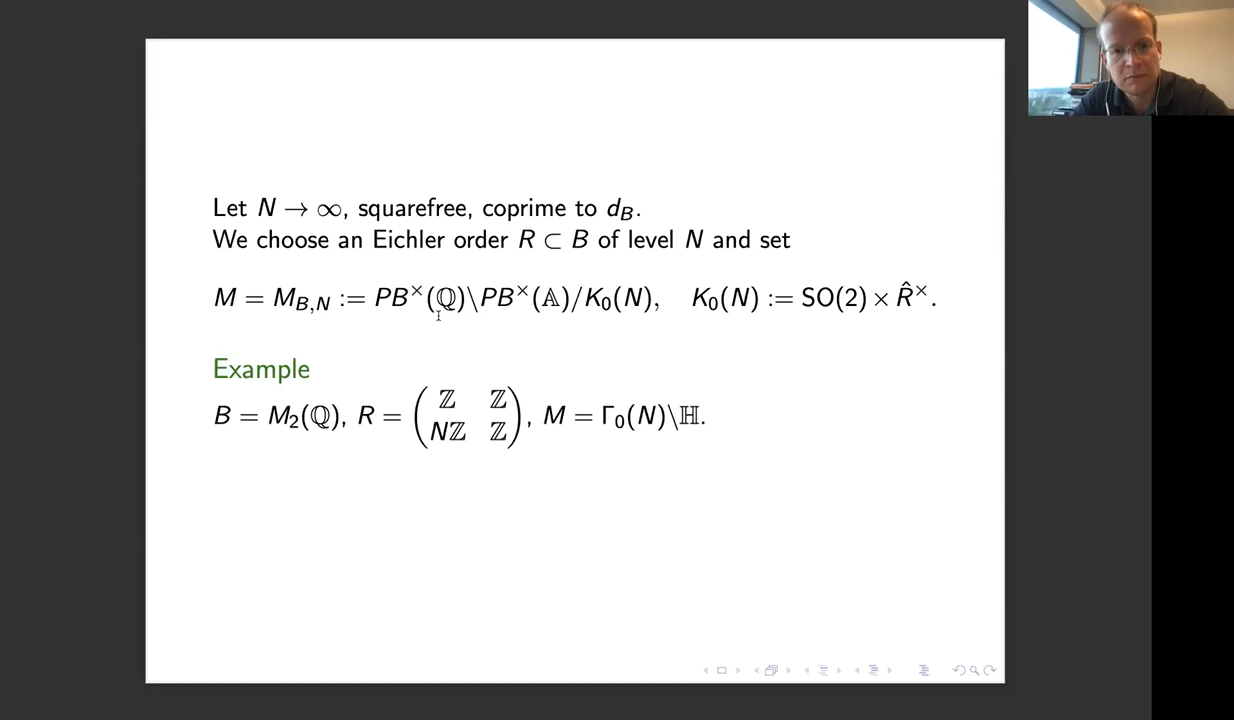 Let N → ∞, squarefree, coprime to d_B.
We choose an Eichler order R ⊂ B of level N and set
M = M_{B,N} := PB^×(ℚ)\PB^×(𝔸)/K_0(N), K_0(N) := SO(2) × R̂^×.
Example
B = M_2(ℚ), R = (ℤ ℤ; Nℤ ℤ), M = Γ_0(N)\ℍ.